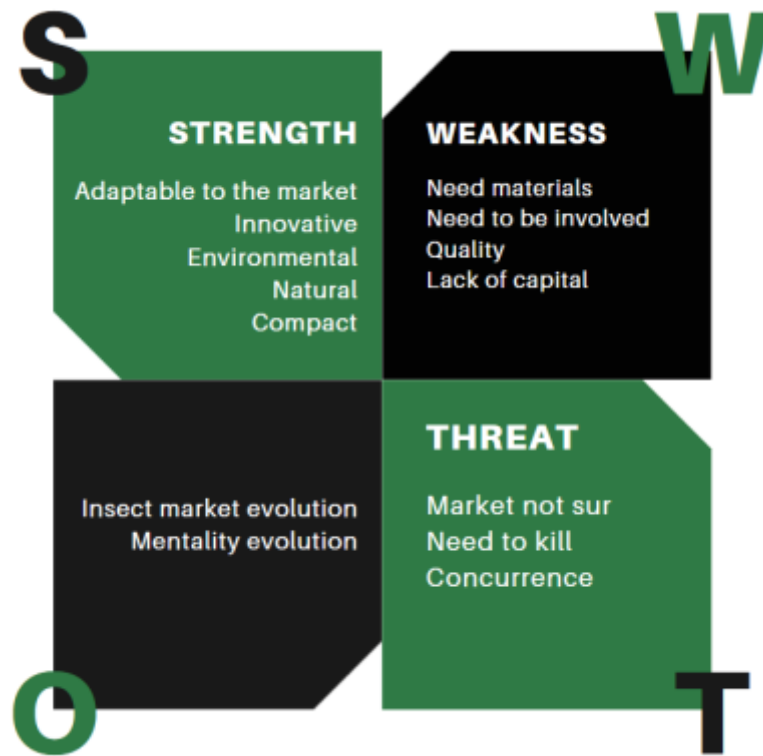 S
W
STRENGTH
Adaptable to the market
Innovative
Environmental
Natural
Compact
WEAKNESS
Need materials
Need to be involved
Quality
Lack of capital
Insect market evolution
Mentality evolution
THREAT
Market not sur
Need to kill
Concurrence
O
T